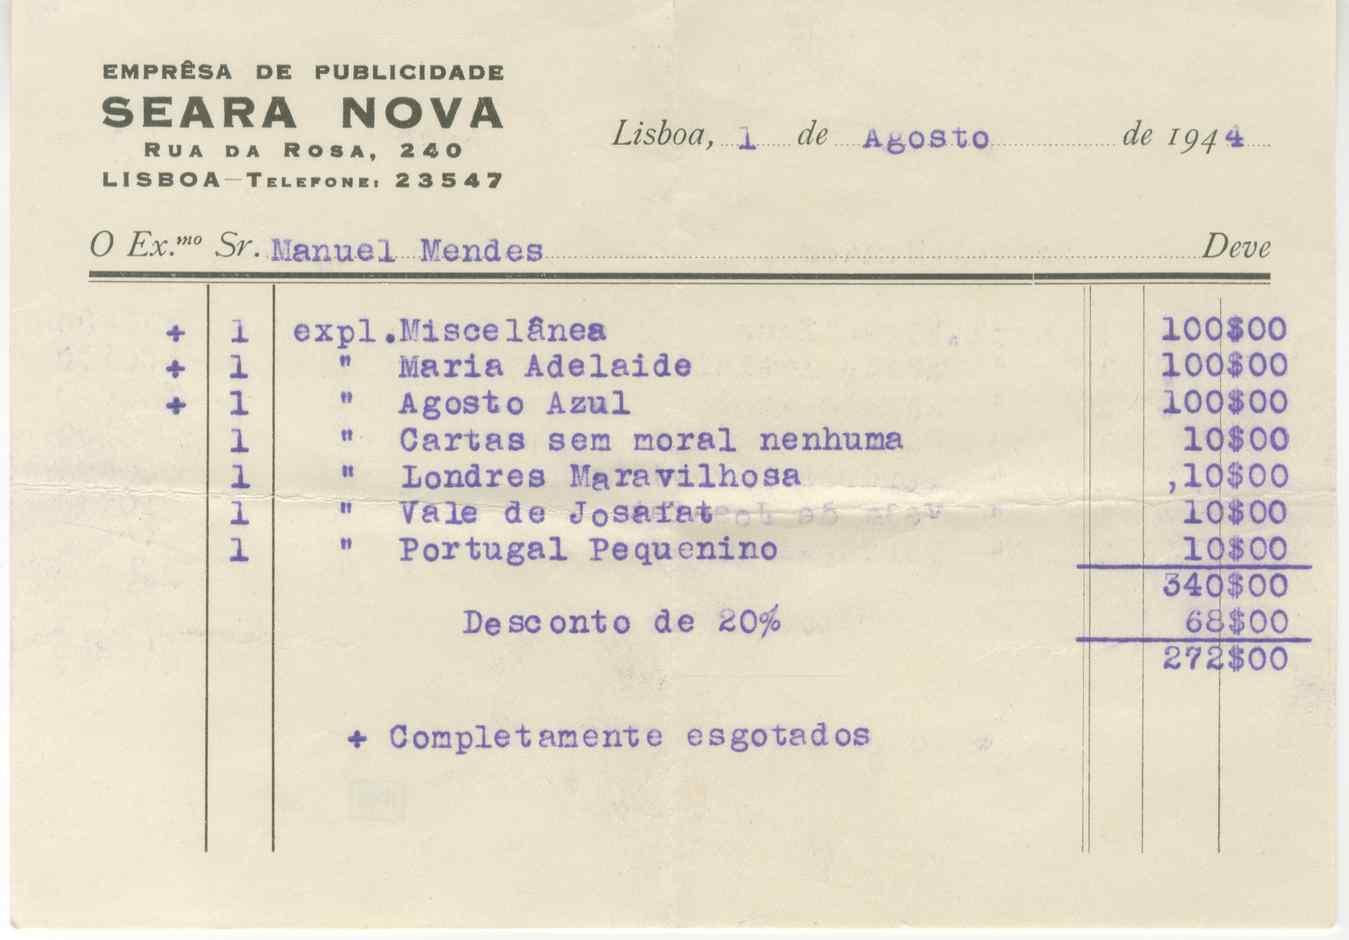 EMPRÊSA DE PUBLICIDADE
SEARA NOVA
RUA DA ROSA, 240
LISBOA—TELEFONE: 23547
Lisboa, 1 de Agosto de 1944
O Ex.mo Sr. Manuel Mendes Deve
+ 1 expl. Miscelânea 100$00
+ 1 " Maria Adelaide 100$00
+ 1 " Agosto Azul 100$00
1 " Cartas sem moral nenhuma 10$00
1 " Londres Maravilhosa ,10$00
1 " Vale de Josafat 10$00
1 " Portugal Pequenino 10$00
340$00
Desconto de 20% 68$00
272$00
+ Completamente esgotados